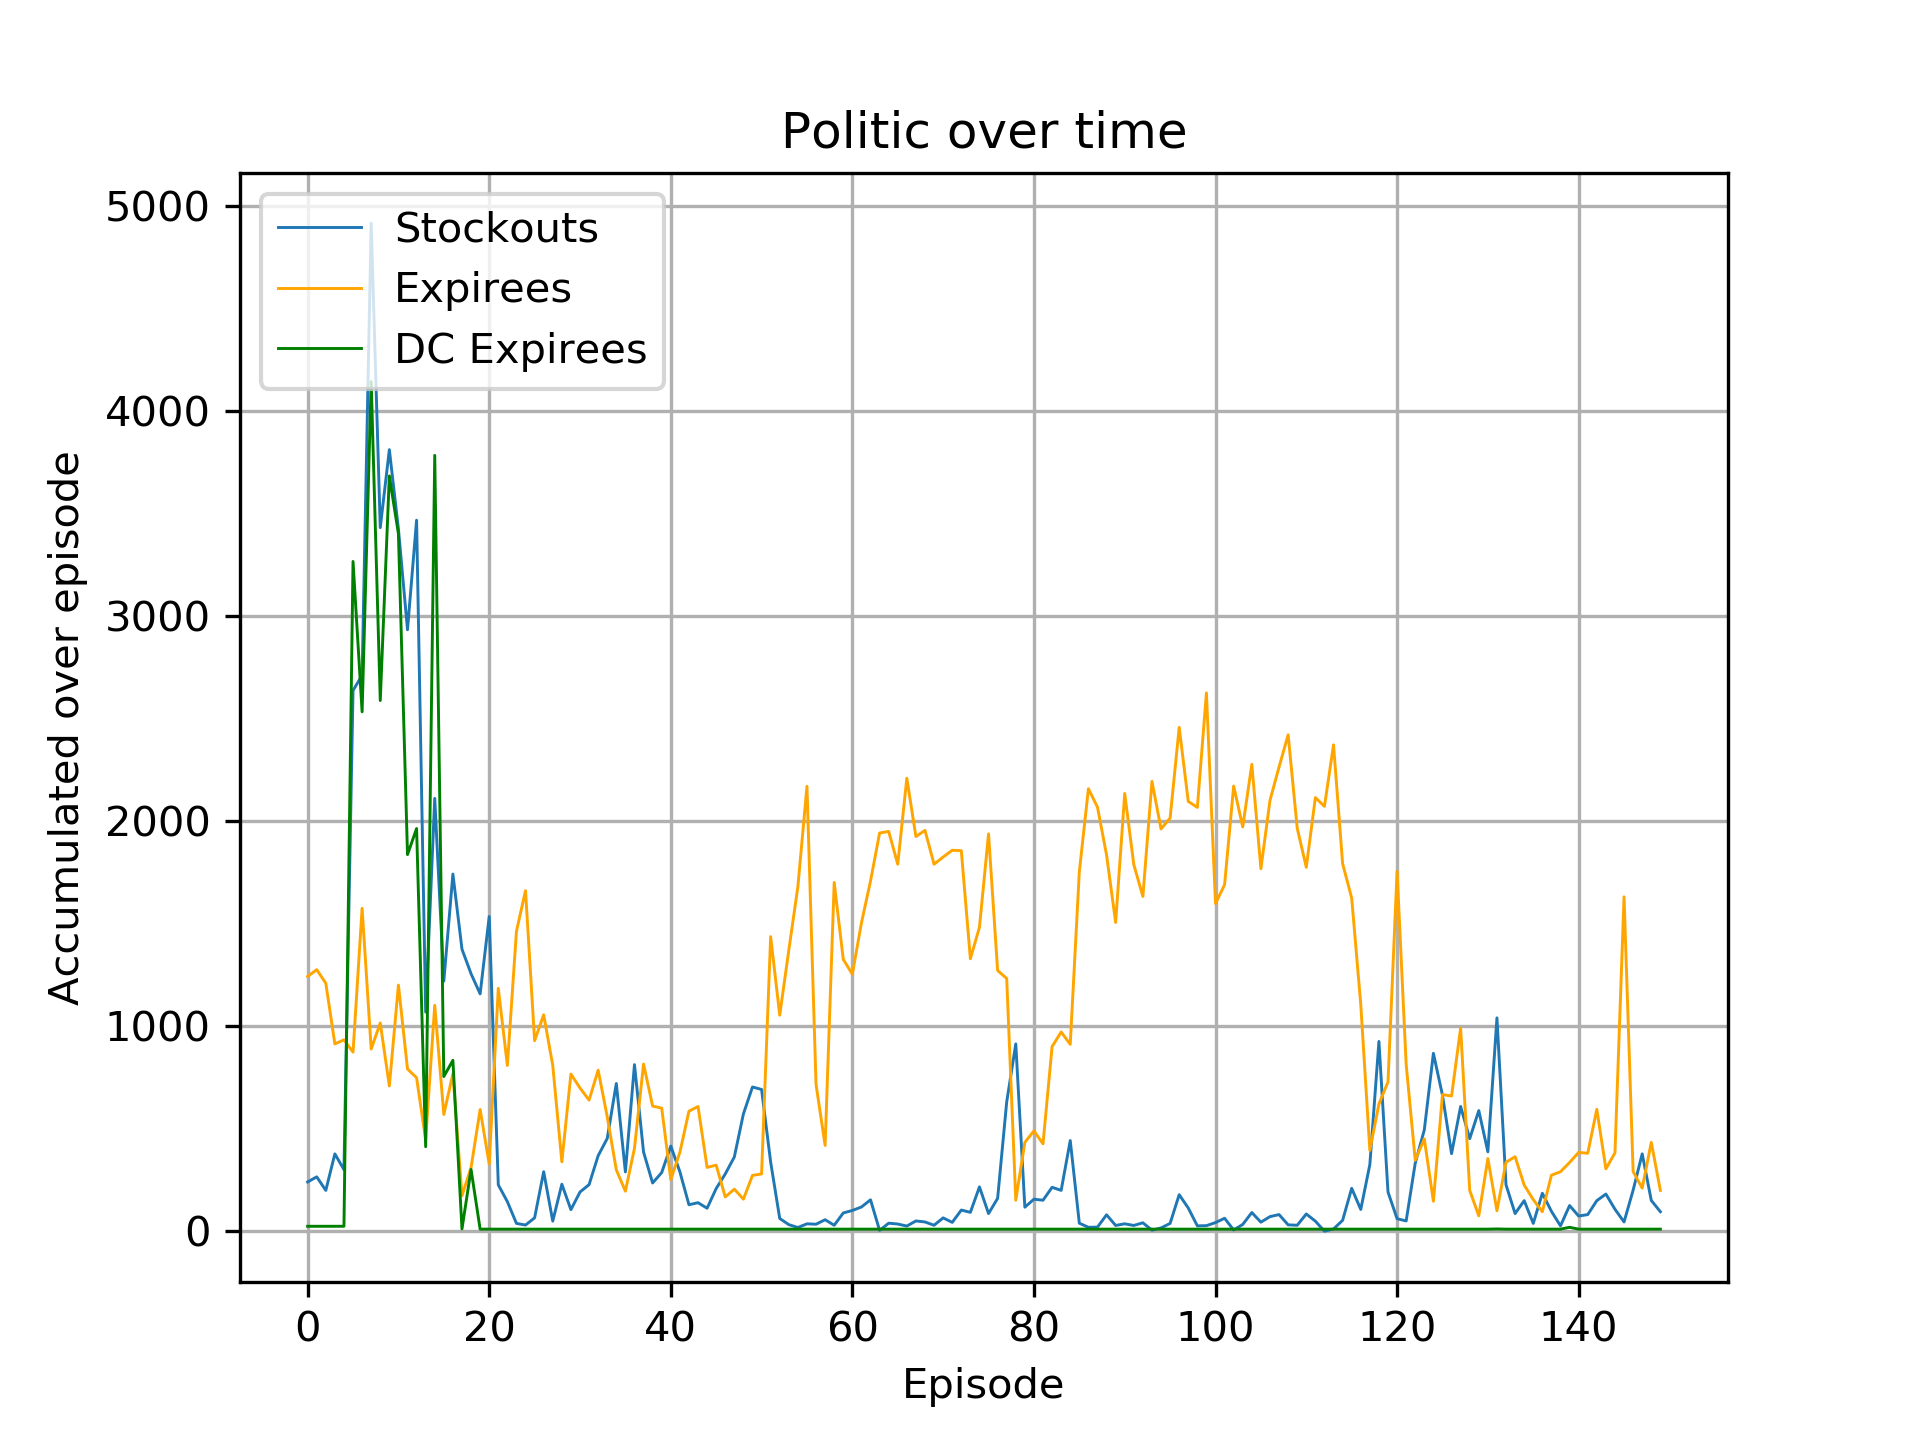 Politic over time
Stockouts
Expirees
DC Expirees
5000
4000
3000
2000
1000
0
Accumulated over episode
0 20 40 60 80 100 120 140
Episode